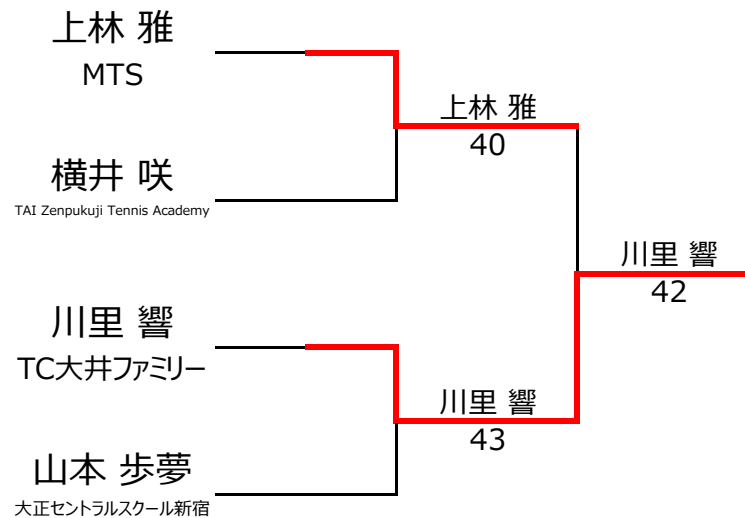 上林 雅
MTS
横井 咲
TAI Zenpukuji Tennis Academy
川里 響
TC大井ファミリー
山本 歩夢
大正セントラルスクール新宿
上林 雅
40
川里 響
43
川里 響
42